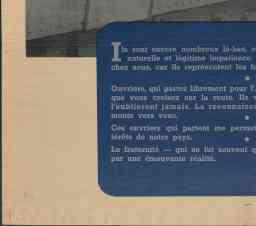 Ils sont encore nombreux là-bas,
naturelle et légitime impatience
chez nous, car ils représentent les
Ouvriers, qui partez librement pour
que vous croisez sur la route. Ils
l'oublieront jamais. La reconnaissance
monte vers vous.
Ces ouvriers qui partent me
térêts de notre pays.
La fraternité — qui ne fut souvent
par une émouvante réalité.